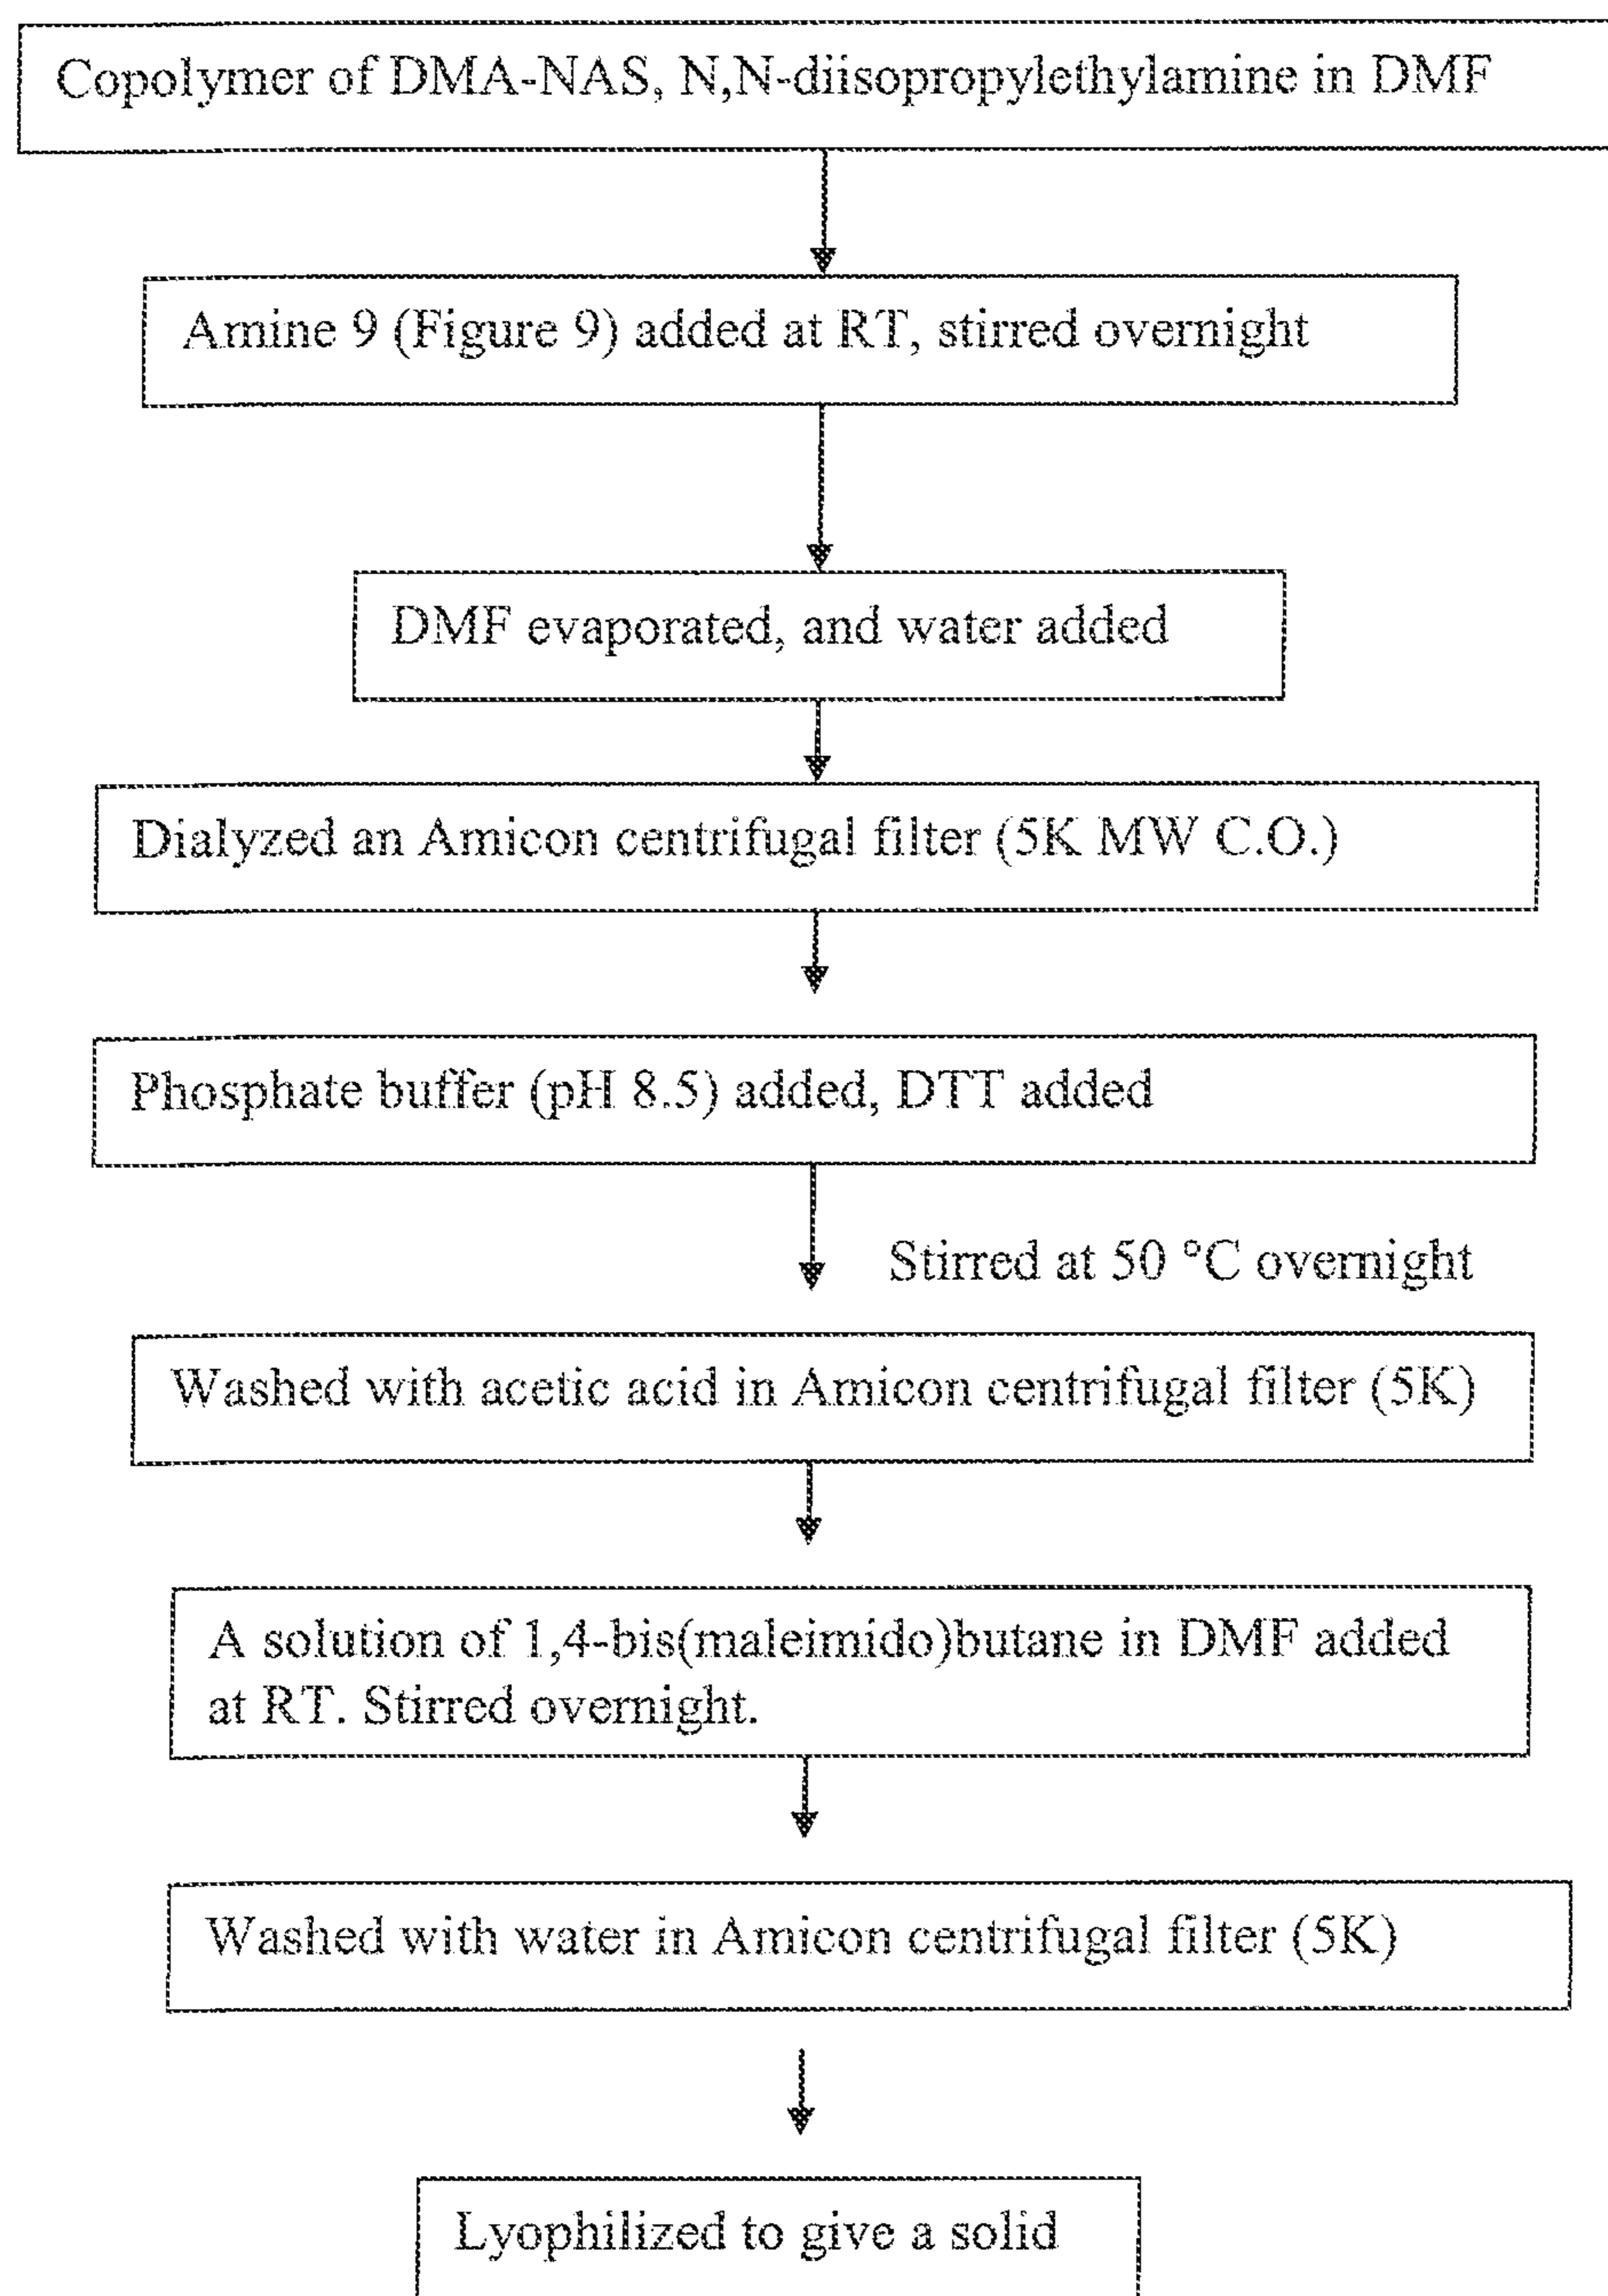 Copolymer of DMA-NAS, N,N-diisopropylethylamine in DMF
Amine 9 (Figure 9) added at RT, stirred overnight
DMF evaporated, and water added
Dialyzed an Amicon centrifugal filter (5K MW C.O.)
Phosphate buffer (pH 8.5) added, DTT added
Stirred at 50 °C overnight
Washed with acetic acid in Amicon centrifugal filter (5K)
A solution of 1,4-bis(maleimido)butane in DMF added
at RT. Stirred overnight.
Washed with water in Amicon centrifugal filter (5K)
Lyophilized to give a solid